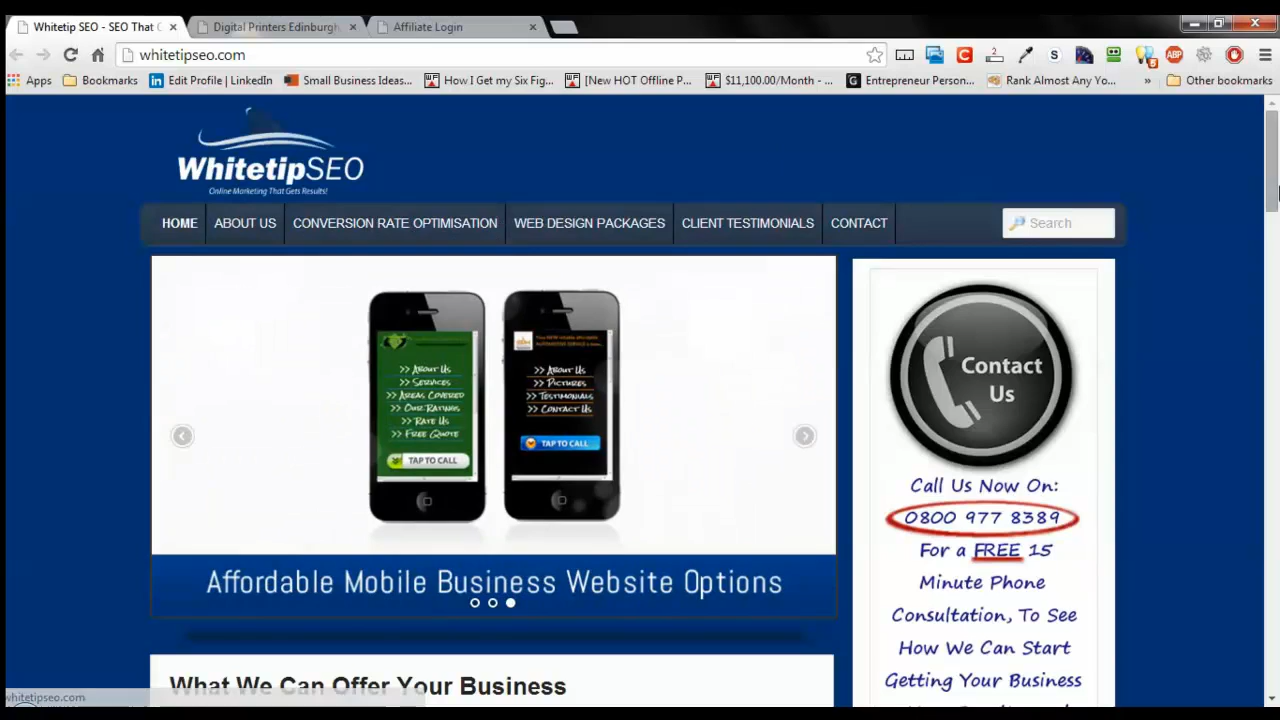 Whitetip SEO - SEO That
Digital Printers Edinburgh
Affiliate Login
whitetipseo.com
Apps
Bookmarks
Edit Profile | LinkedIn
Small Business Ideas...
How I Get my Six Fig...
[New HOT Offline P...
$11,100.00/Month - ...
Entrepreneur Person...
Rank Almost Any Yo...
»
Other bookmarks
WhitetipSEO
Online Marketing That Gets Results!
HOME
ABOUT US
CONVERSION RATE OPTIMISATION
WEB DESIGN PACKAGES
CLIENT TESTIMONIALS
CONTACT
Search
>> About Us
>> Services
>> Areas Covered
>> Our Ratings
>> Rate Us
>> Free Quote
TAP TO CALL
>> About Us
>> Pictures
>> Testimonials
>> Contact Us
TAP TO CALL
Affordable Mobile Business Website Options
Contact
Us
Call Us Now On:
0800 977 8389
For a FREE 15
Minute Phone
Consultation, To See
How We Can Start
Getting Your Business
What We Can Offer Your Business
whitetipseo.com